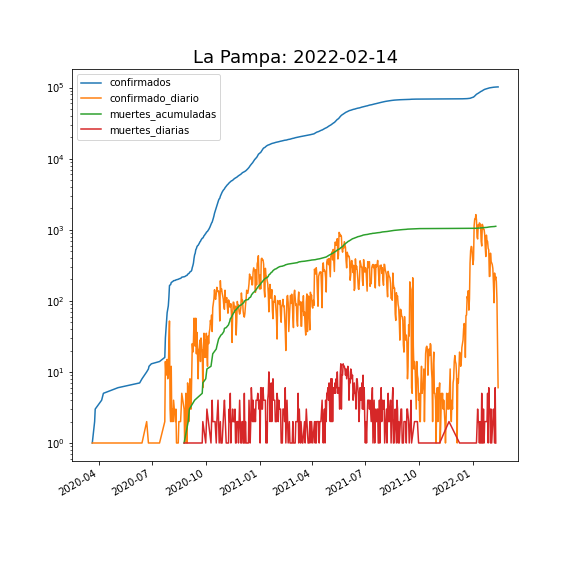 La Pampa: 2022-02-14
confirmados
confirmado_diario
muertes_acumuladas
muertes_diarias
10⁵
10⁴
10³
10²
10¹
10⁰
2020-04 2020-07 2020-10 2021-01 2021-04 2021-07 2021-10 2022-01